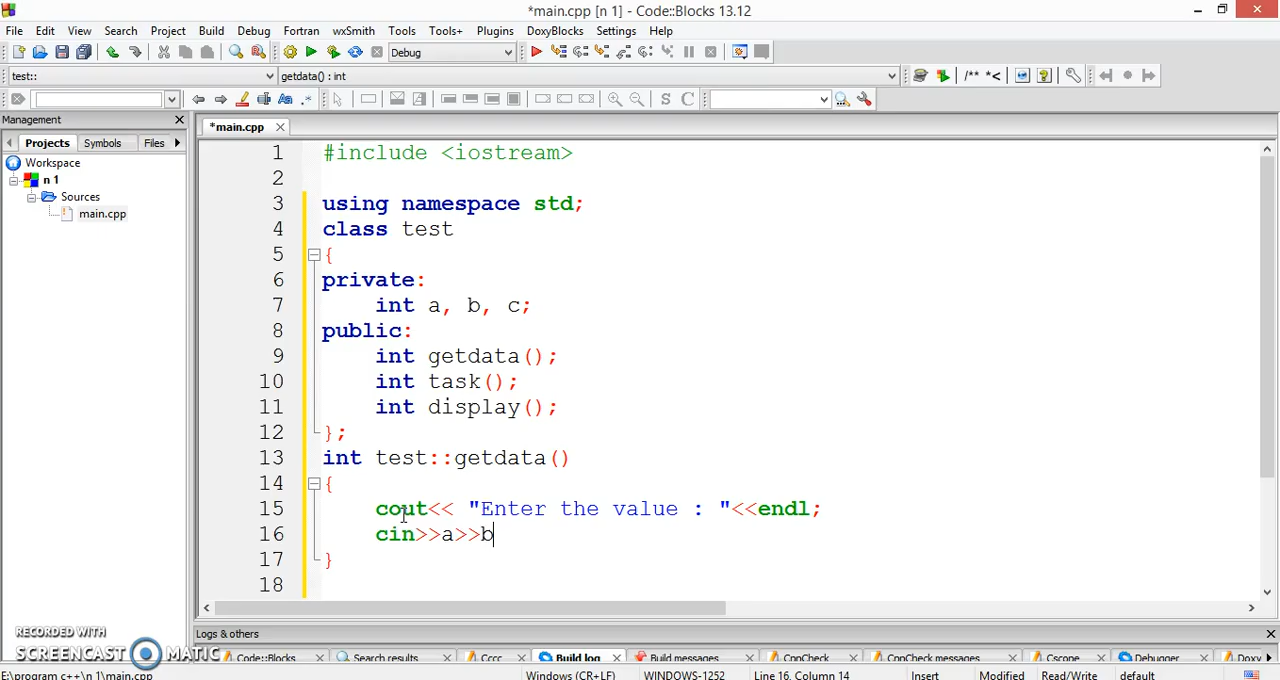 *main.cpp [n 1] - Code::Blocks 13.12
File Edit View Search Project Build Debug Fortran wxSmith Tools Tools+ Plugins DoxyBlocks Settings Help
Debug
test:: getdata() : int /** *<
S C
Management
*main.cpp
Projects Symbols Files
Workspace
n 1
Sources
main.cpp
1 #include <iostream>
2
3 using namespace std;
4 class test
5 {
6 private:
7 int a, b, c;
8 public:
9 int getdata();
10 int task();
11 int display();
12 };
13 int test::getdata()
14 {
15 cout<< "Enter the value : "<<endl;
16 cin>>a>>b
17 }
18
RECORDED WITH
SCREENCAST MATIC
Logs & others
Code::Blocks Search results Cccc Build log Build messages CppCheck CppCheck messages Cscope Debugger Doxy
E:\program c++\n 1\main.cpp Windows (CR+LF) WINDOWS-1252 Line 16, Column 14 Insert Modified Read/Write default